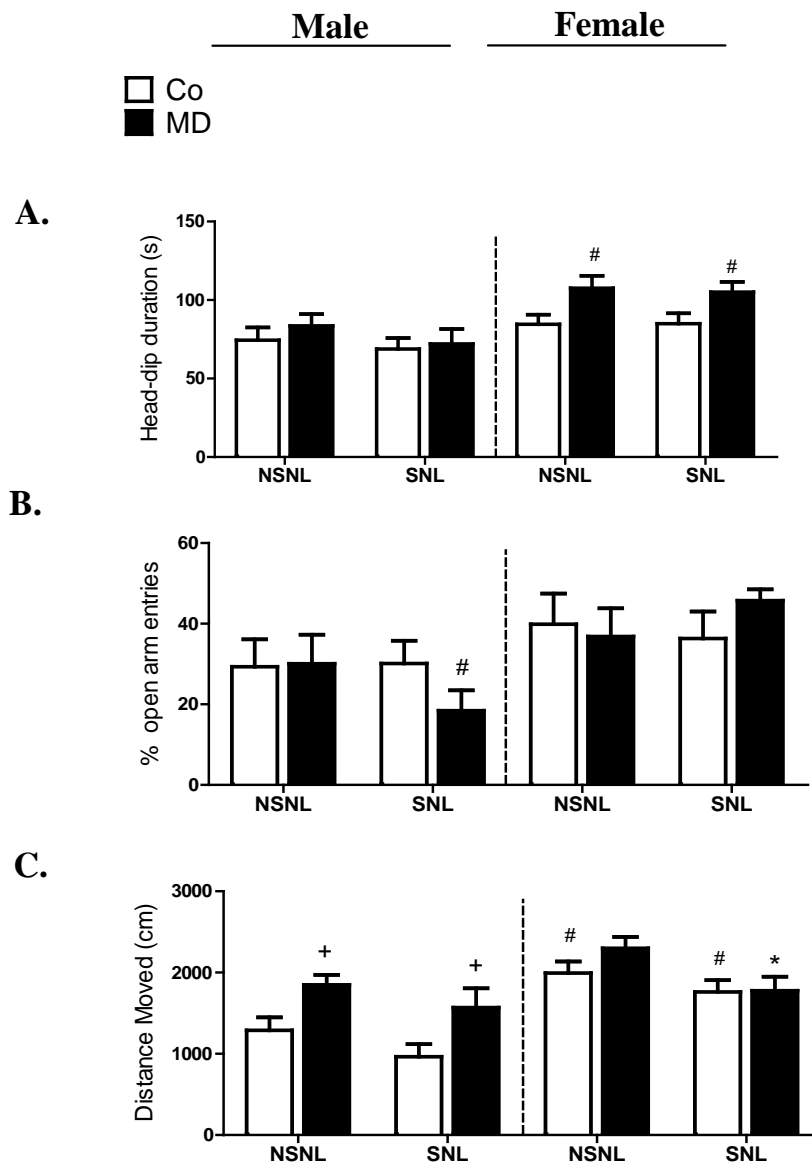 Male Female
Co
MD
A.
Head-dip duration (s)
150
#
#
100
50
0
NSNL SNL NSNL SNL
B.
% open arm entries
60
40
#
20
0
NSNL SNL NSNL SNL
C.
Distance Moved (cm)
3000
+
+
#
#
*
2000
1000
0
NSNL SNL NSNL SNL